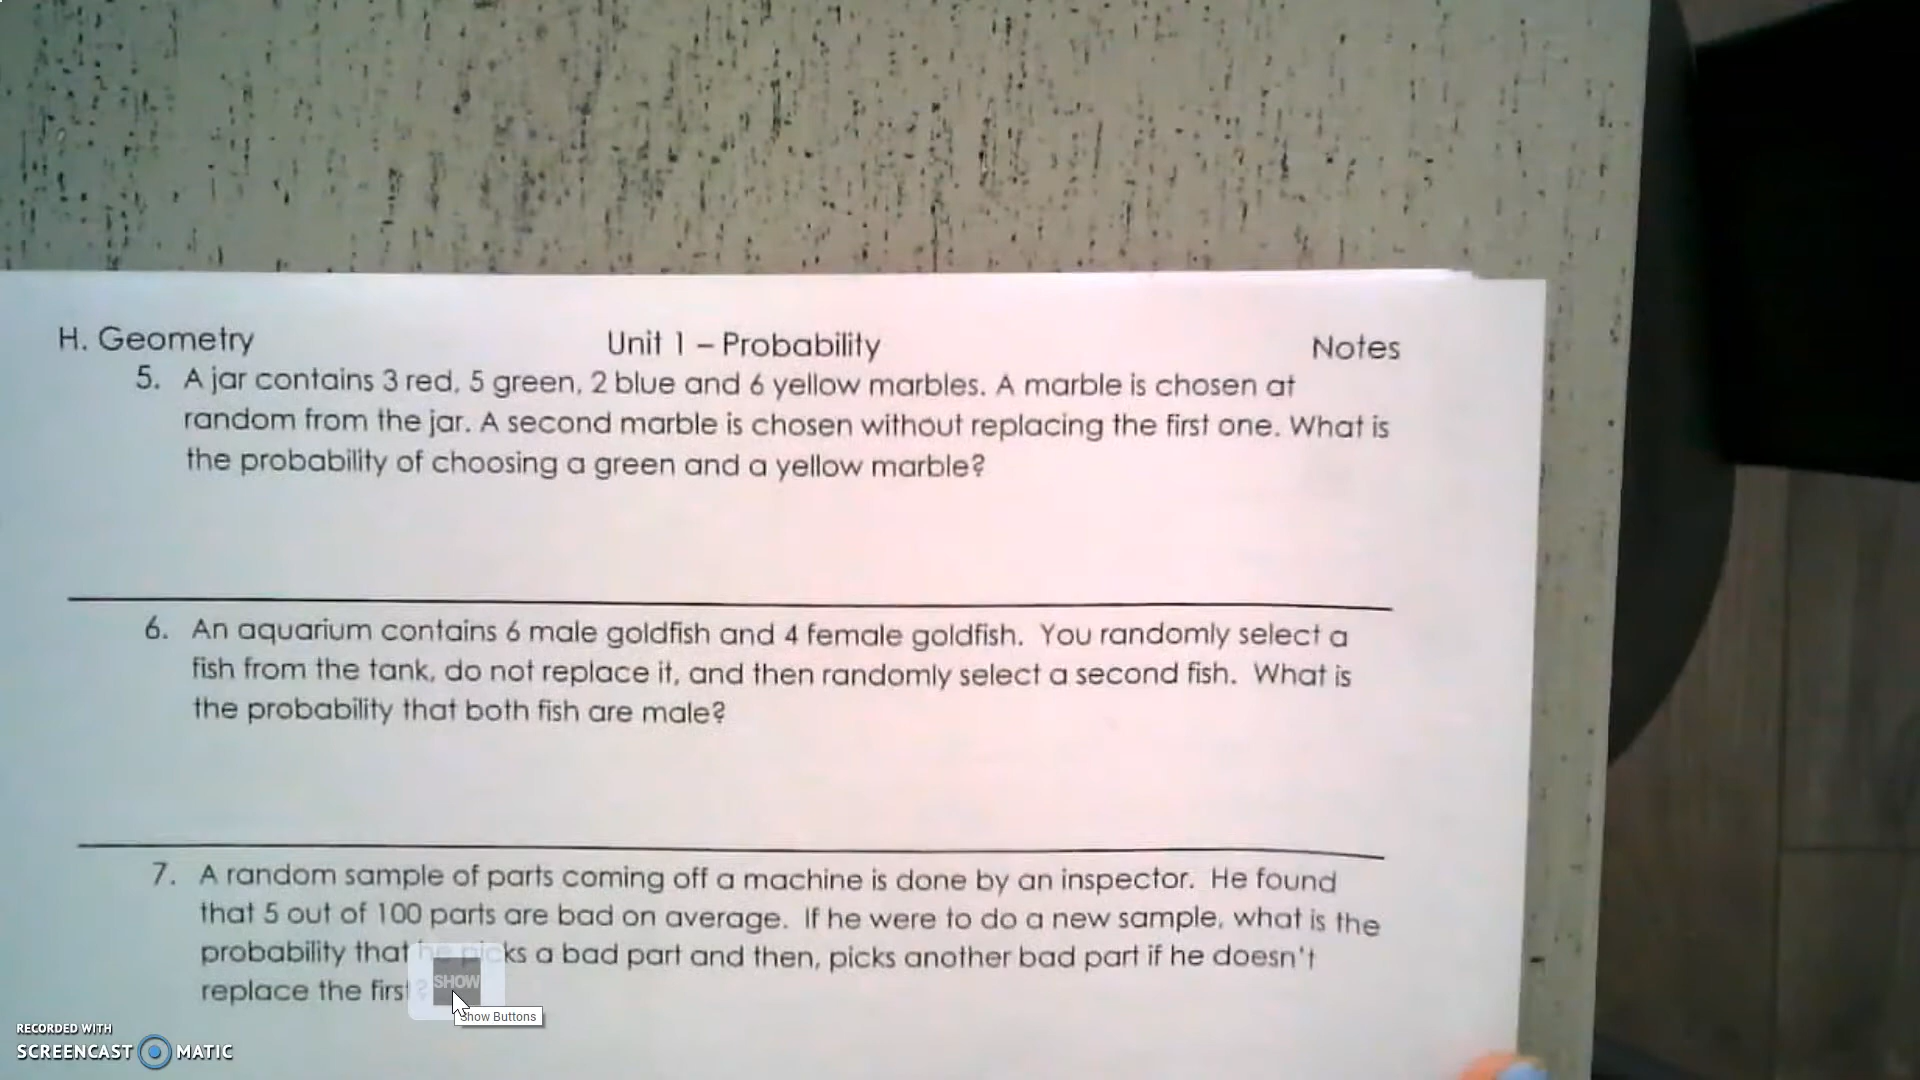 H. Geometry Unit 1 – Probability Notes
5. A jar contains 3 red, 5 green, 2 blue and 6 yellow marbles. A marble is chosen at
random from the jar. A second marble is chosen without replacing the first one. What is
the probability of choosing a green and a yellow marble?
6. An aquarium contains 6 male goldfish and 4 female goldfish. You randomly select a
fish from the tank, do not replace it, and then randomly select a second fish. What is
the probability that both fish are male?
7. A random sample of parts coming off a machine is done by an inspector. He found
that 5 out of 100 parts are bad on average. If he were to do a new sample, what is the
probability that he picks a bad part and then, picks another bad part if he doesn't
replace the first?
SHOW
Show Buttons
RECORDED WITH
SCREENCAST MATIC